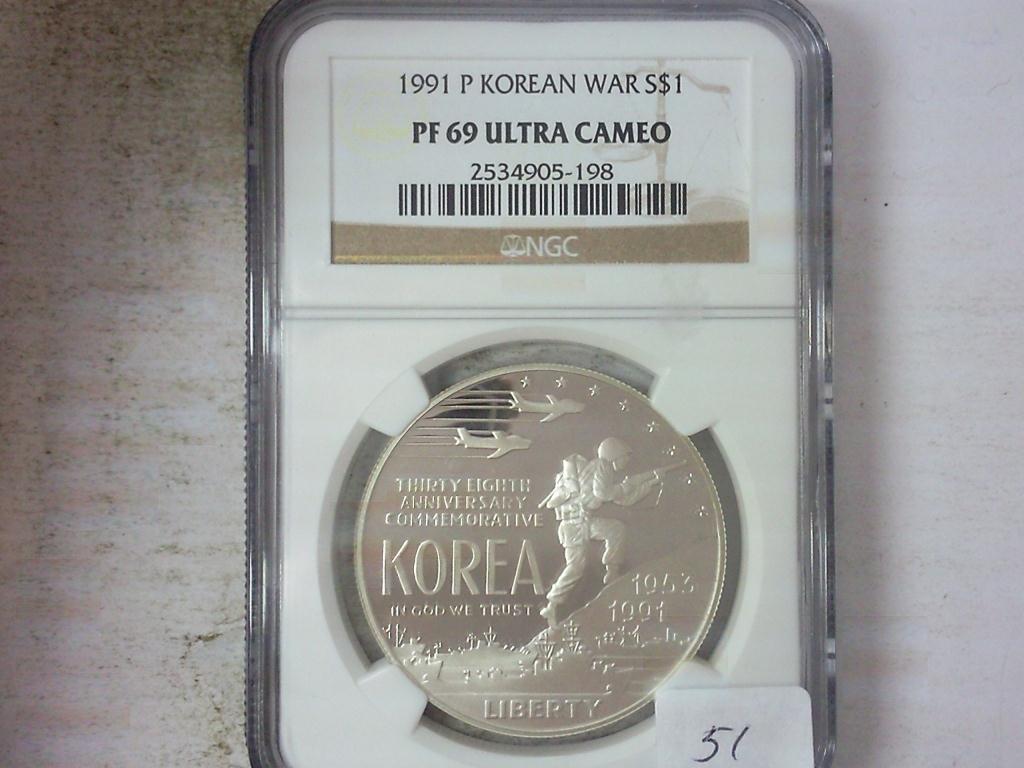 1991 P KOREAN WAR S$1
PF 69 ULTRA CAMEO
2534905-198
NGC
THIRTY EIGHTH
ANNIVERSARY
COMMEMORATIVE
KOREA
IN GOD WE TRUST
1953
1991
LIBERTY
51